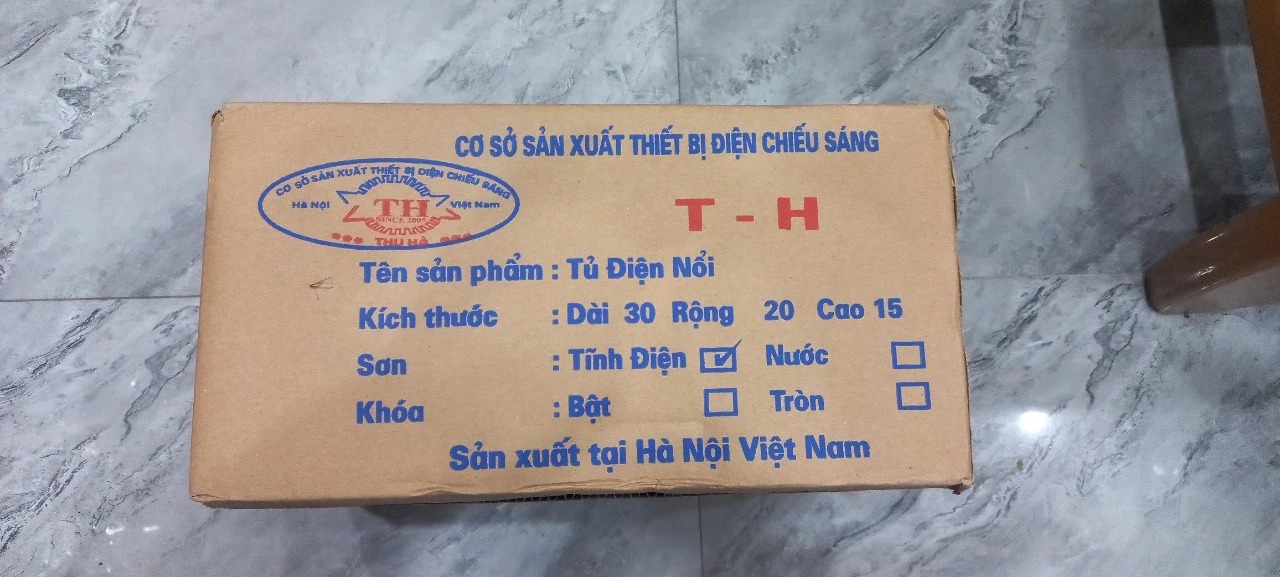 CƠ SỞ SẢN XUẤT THIẾT BỊ ĐIỆN CHIẾU SÁNG
CƠ SỞ SẢN XUẤT THIẾT BỊ ĐIỆN CHIẾU SÁNG
Hà Nội TH Việt Nam
SINCE 2005
THU HÀ
T - H
Tên sản phẩm : Tủ Điện Nổi
Kích thước : Dài 30 Rộng 20 Cao 15
Sơn : Tĩnh Điện ☑ Nước ☐
Khóa : Bật ☐ Tròn ☐
Sản xuất tại Hà Nội Việt Nam